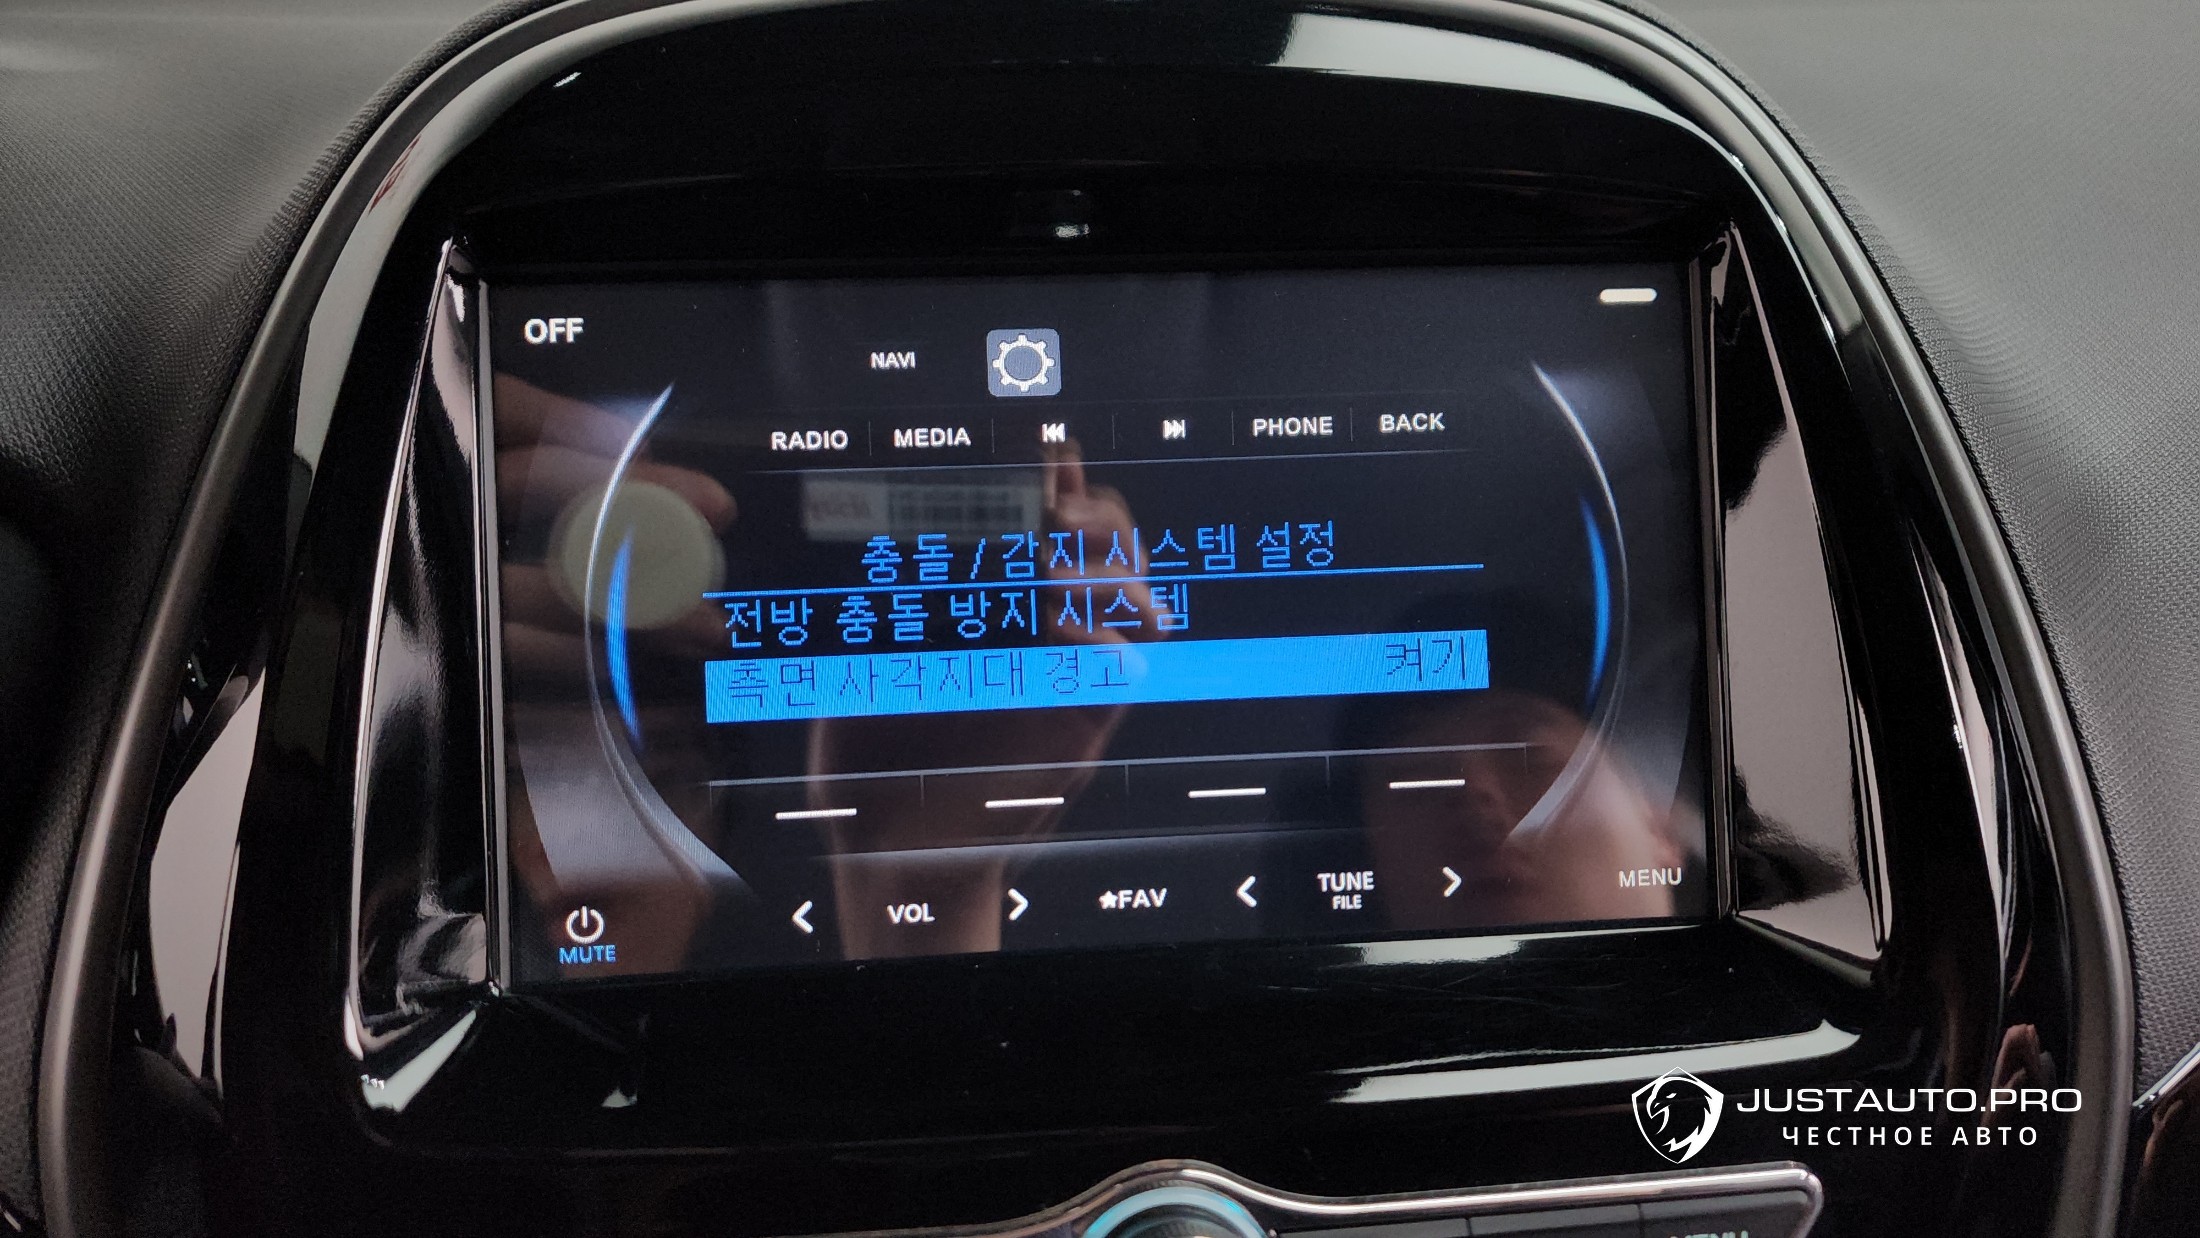 OFF
NAVI
RADIO MEDIA PHONE BACK
충돌/감지 시스템 설정
전방 충돌 방지 시스템
측면 사각지대 경고 켜기
VOL ★FAV TUNE
FILE
MENU
MUTE
JUSTAUTO.PRO
ЧЕСТНОЕ АВТО
MENU